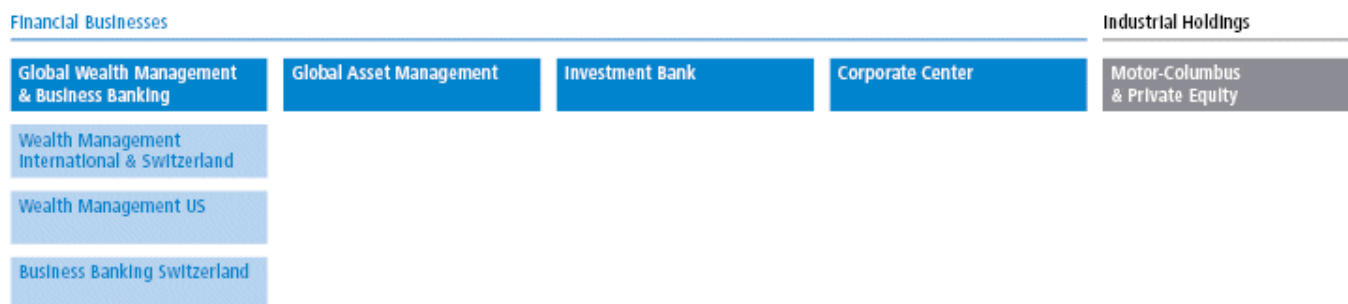 Financial Businesses
Industrial Holdings
Global Wealth Management
& Business Banking
Global Asset Management
Investment Bank
Corporate Center
Motor-Columbus
& Private Equity
Wealth Management
International & Switzerland
Wealth Management US
Business Banking Switzerland